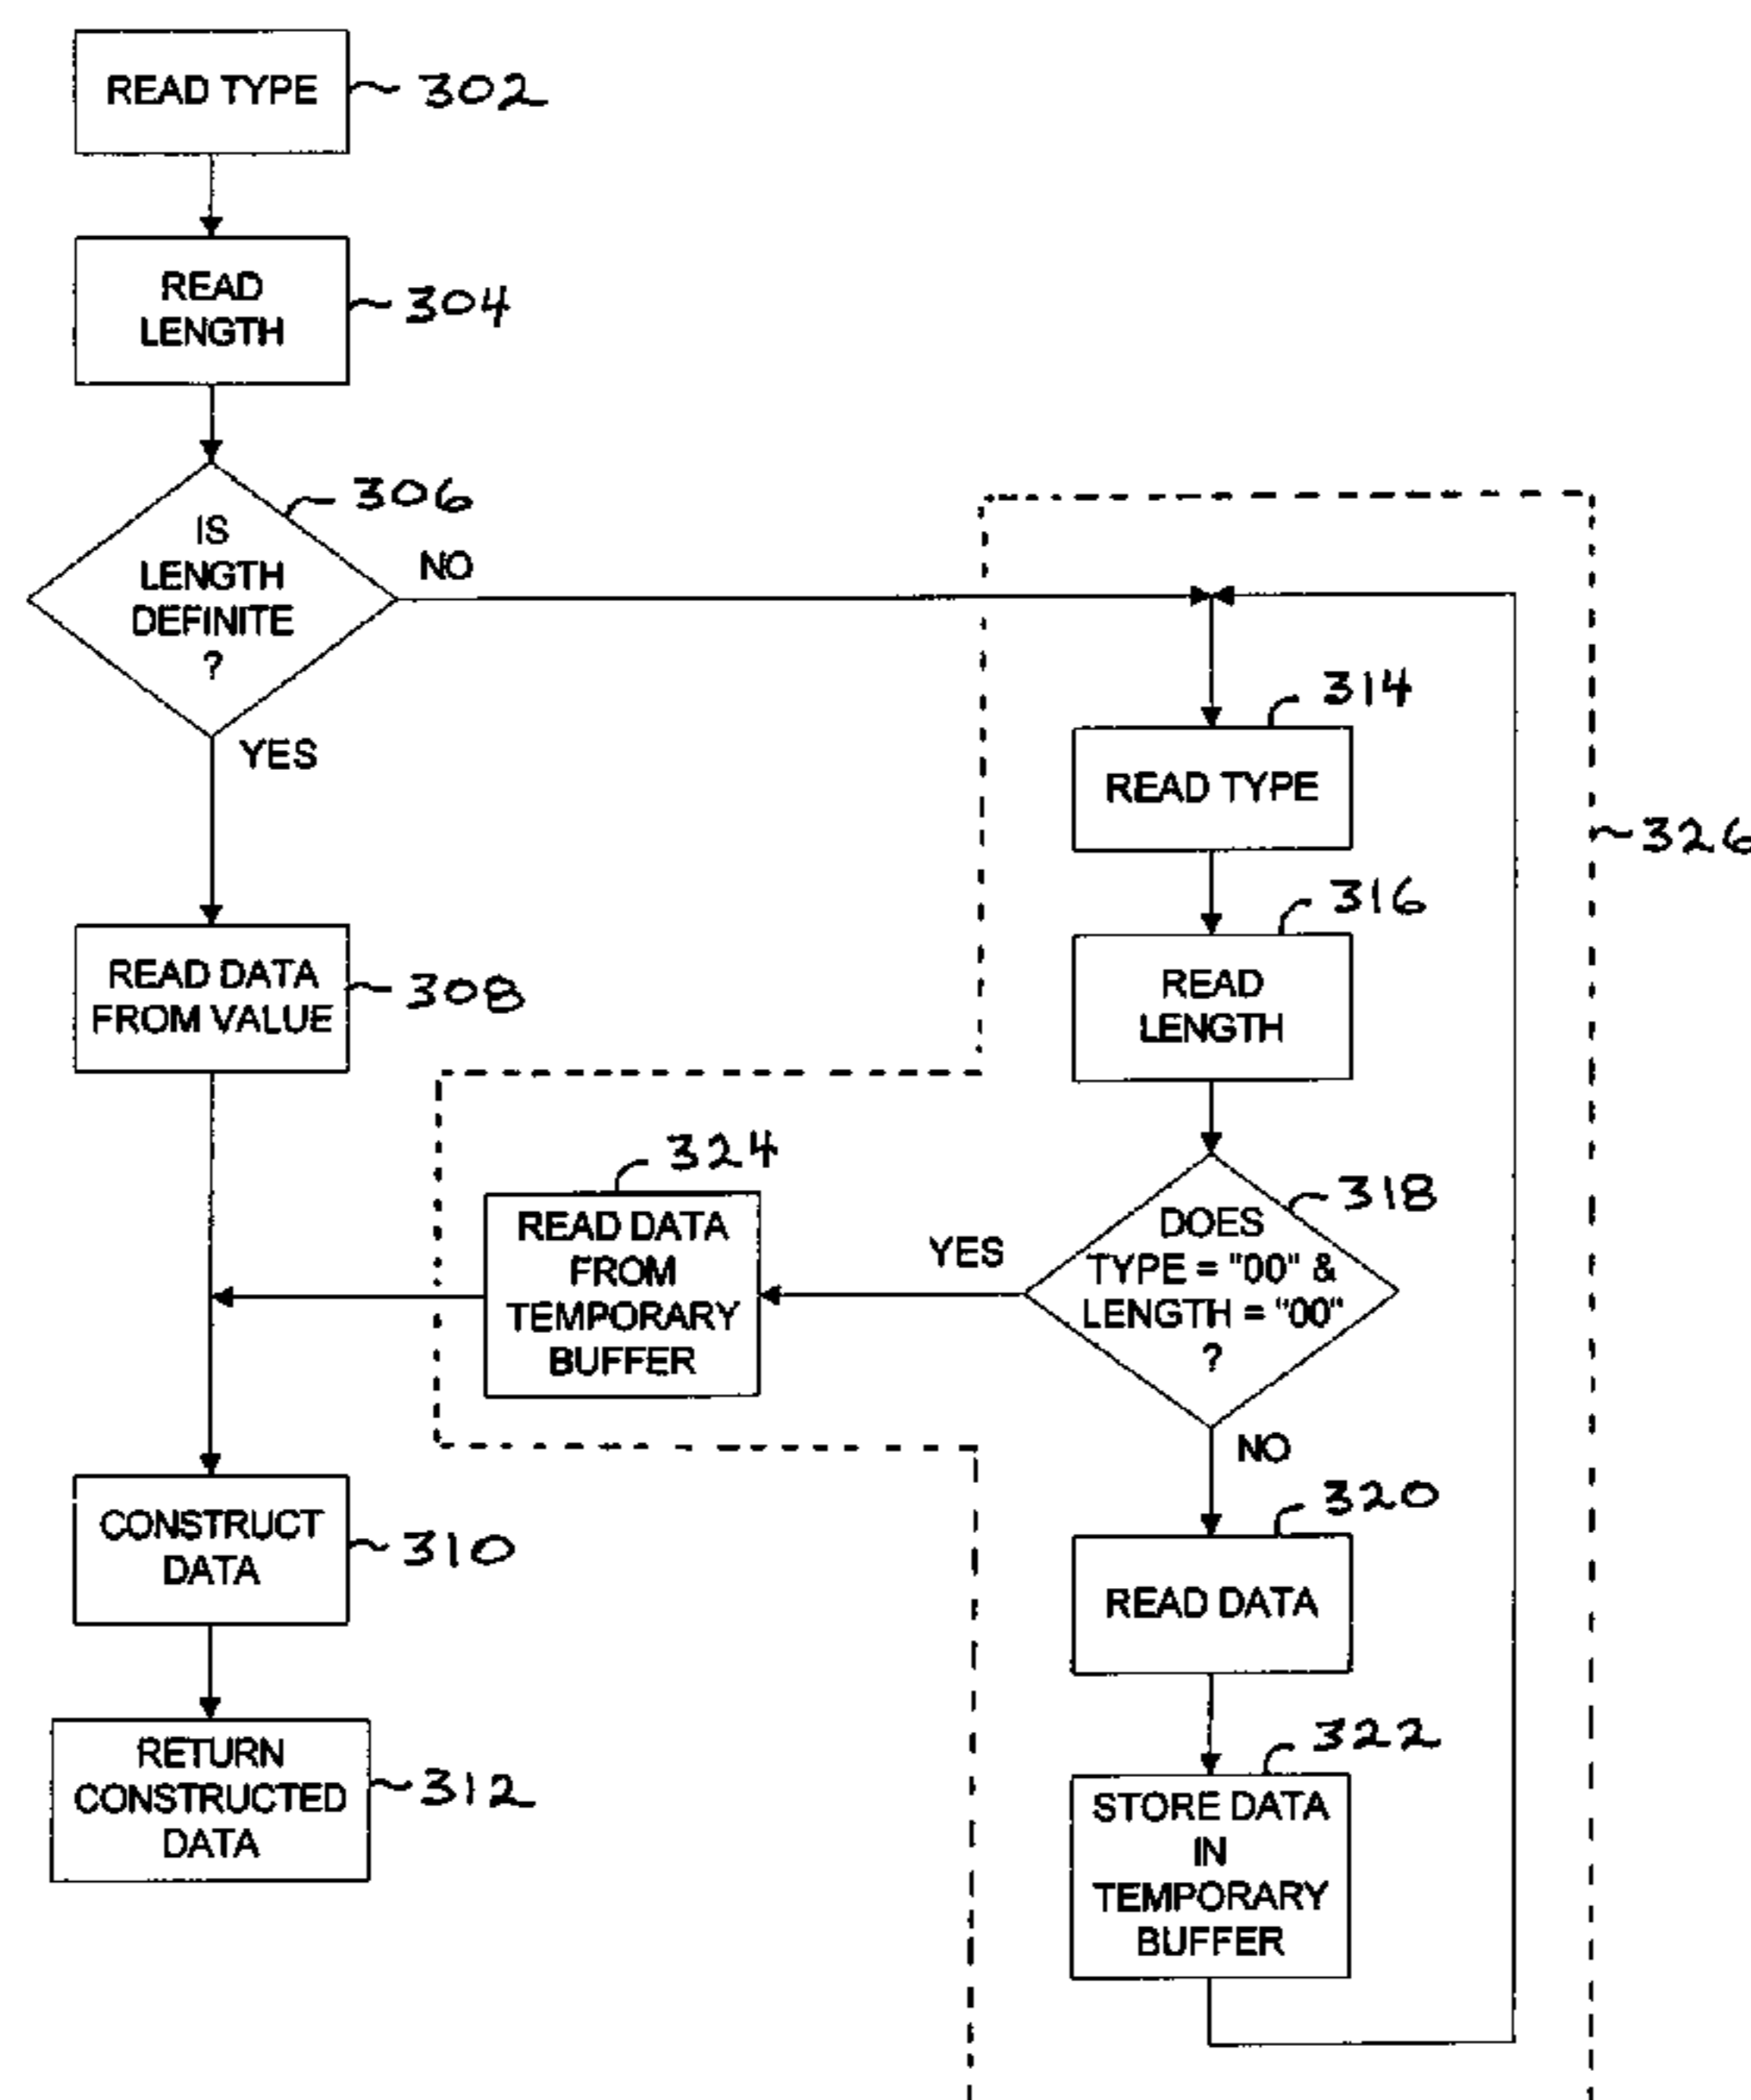 READ TYPE
302
READ
LENGTH
304
IS
LENGTH
DEFINITE
?
306
NO
YES
READ DATA
FROM VALUE
308
CONSTRUCT
DATA
310
RETURN
CONSTRUCTED
DATA
312
314
READ TYPE
316
READ
LENGTH
318
DOES
TYPE = "00" &
LENGTH = "00"
?
YES
NO
324
READ DATA
FROM
TEMPORARY
BUFFER
320
READ DATA
322
STORE DATA
IN
TEMPORARY
BUFFER
326